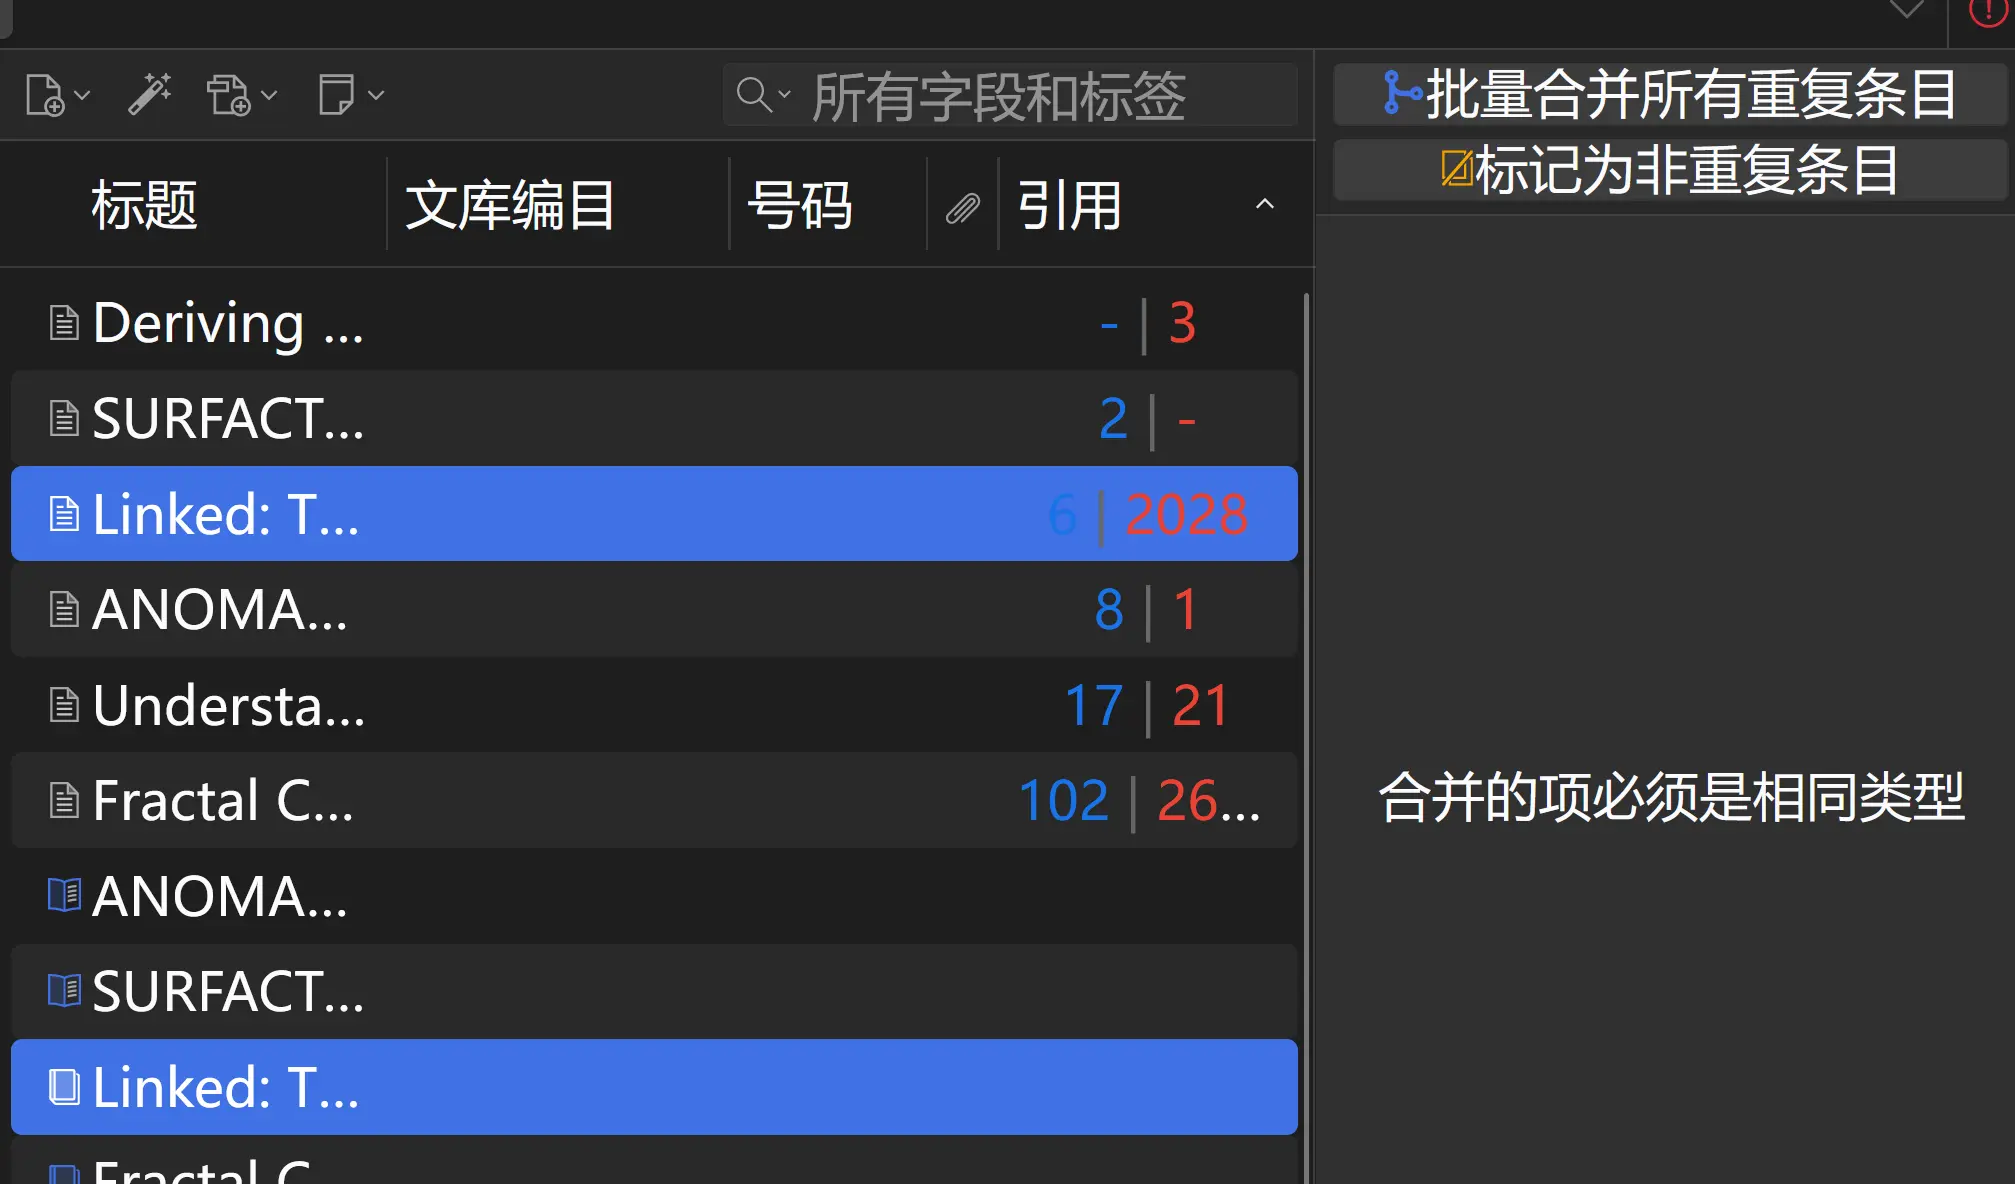 所有字段和标签
批量合并所有重复条目
标记为非重复条目
标题 文库编目 号码 引用
Deriving ... - | 3
SURFACT... 2 | -
Linked: T... 6 | 2028
ANOMA... 8 | 1
Understa... 17 | 21
Fractal C... 102 | 26...
合并的项必须是相同类型
ANOMA...
SURFACT...
Linked: T...
Fractal C